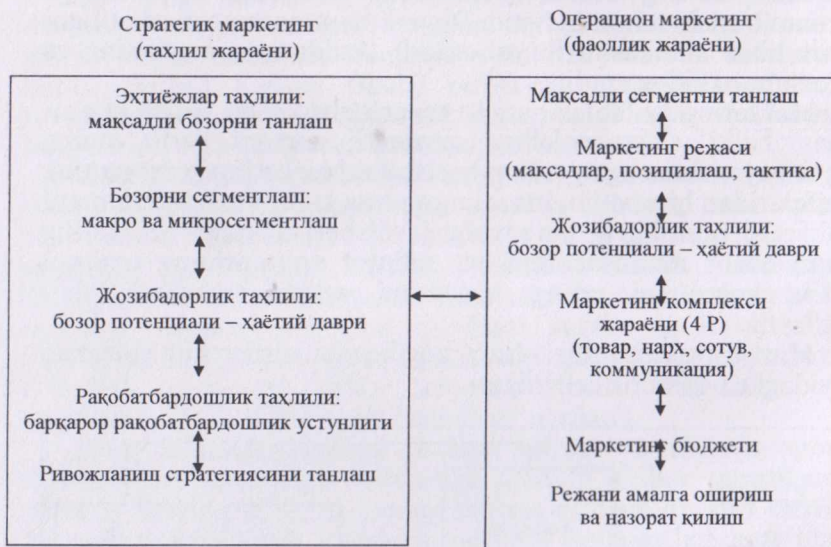 Стратегик маркетинг
(таҳлил жараёни)
Эҳтиёжлар таҳлили:
мақсадли бозорни аниқлаш
Бозорни сегментлаш:
макро ва микросегметлаш
Жозибадорлик таҳлили:
бозор потенциали – ҳаётий даври
Рақобатбардошлик таҳлили:
барқарор рақобатбардошлик устунлиги
Ривожланиш стратегиясини танлаш
Операцион маркетинг
(фаоллик жараёни)
Мақсадли сегментни танлаш
Маркетинг режаси
(мақсадлар, позициялаш, тактика)
Жозибадорлик таҳлили:
бозор потенциали – ҳаётий даври
Маркетинг комплекси
жараёни (4 Р)
(товар, нарх, сотув,
коммуникация)
Маркетинг бюджети
Режани амалга ошириш
ва назорат қилиш